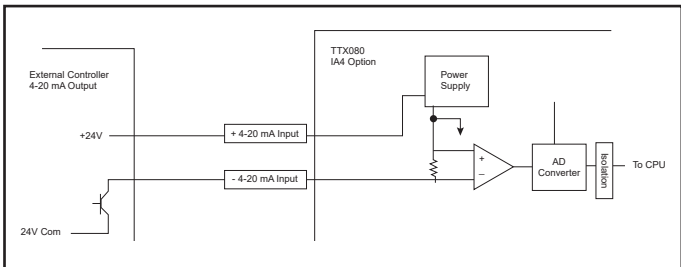 TTX080
IA4 Option
External Controller
4-20 mA Output
Power
Supply
+24V
+ 4-20 mA Input
+
–
AD
Converter
Isolation
To CPU
- 4-20 mA Input
24V Com